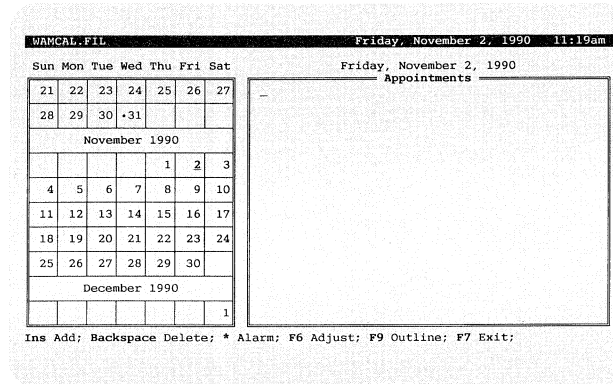 WAMCAL.FIL Friday, November 2, 1990 11:19am
Sun Mon Tue Wed Thu Fri Sat
21 22 23 24 25 26 27
28 29 30 •31
November 1990
1 2 3
4 5 6 7 8 9 10
11 12 13 14 15 16 17
18 19 20 21 22 23 24
25 26 27 28 29 30
December 1990
1
Friday, November 2, 1990
Appointments
Ins Add; Backspace Delete; * Alarm; F6 Adjust; F9 Outline; F7 Exit;